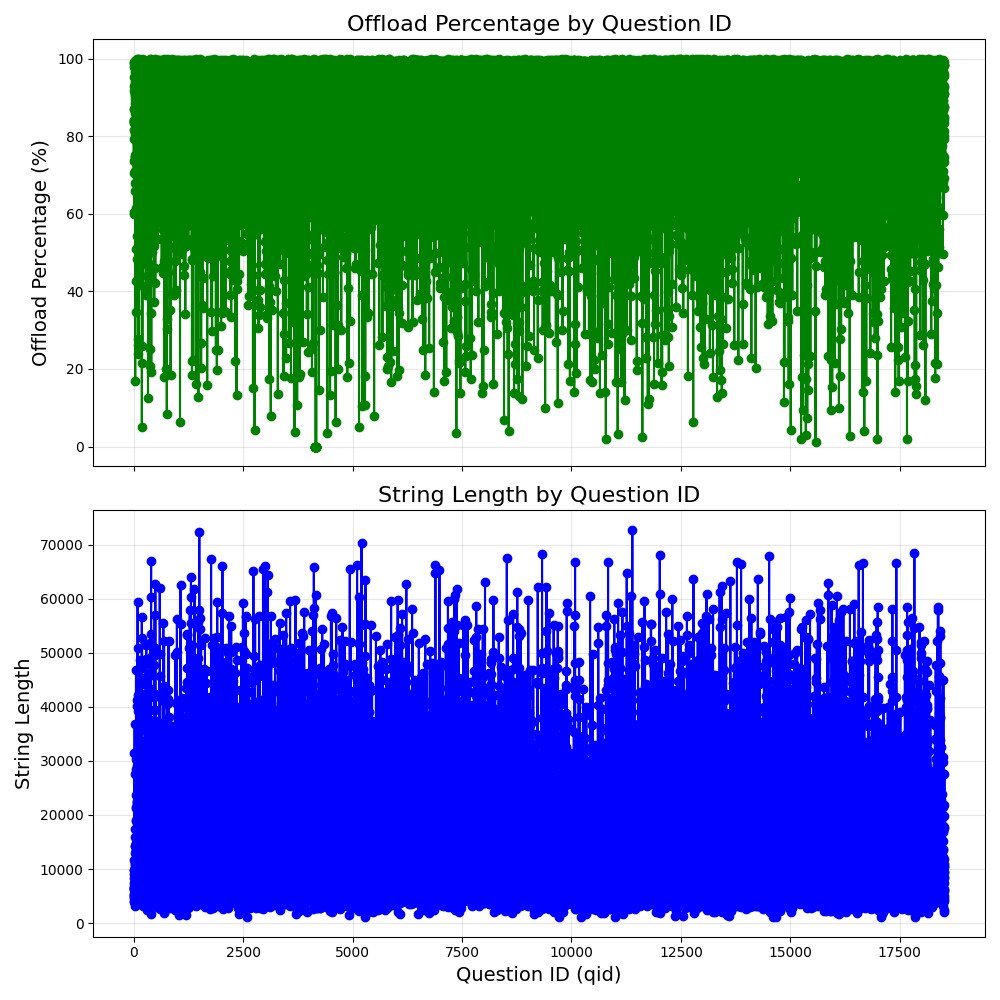 Offload Percentage by Question ID
100
80
60
40
20
0
Offload Percentage (%)
String Length by Question ID
70000
60000
50000
40000
30000
20000
10000
0
String Length
0 2500 5000 7500 10000 12500 15000 17500
Question ID (qid)